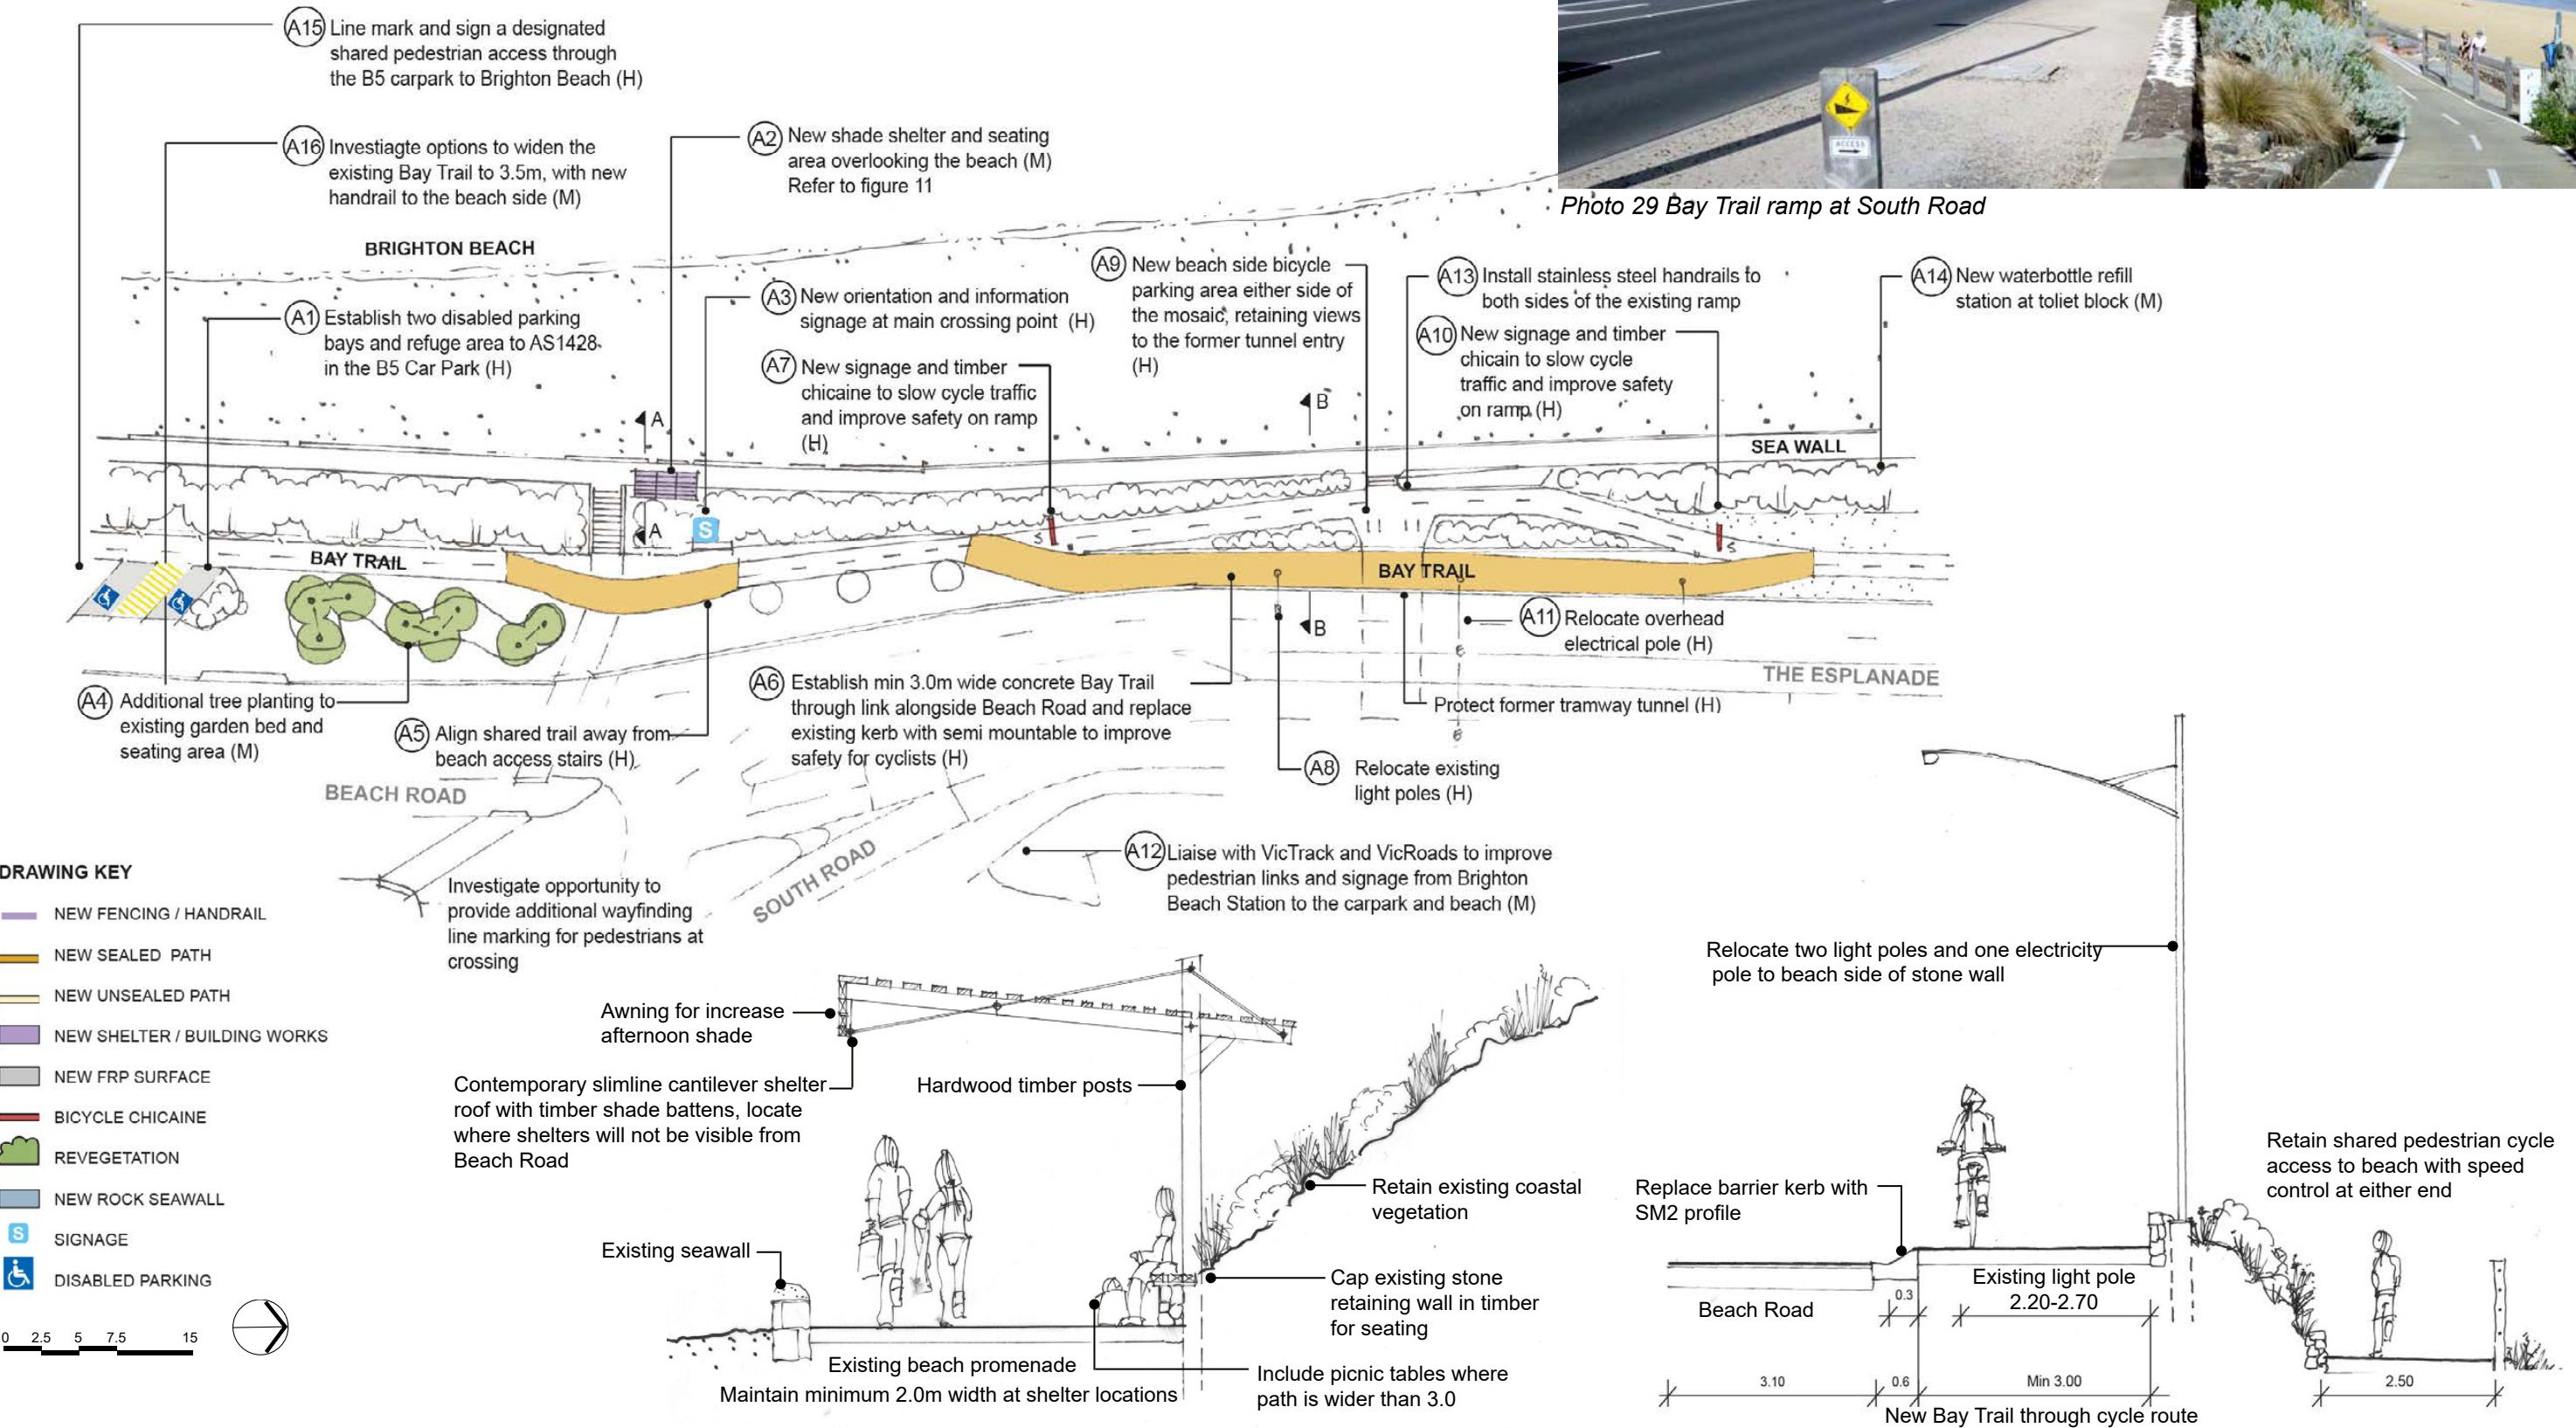 A15 Line mark and sign a designated
shared pedestrian access through
the B5 carpark to Brighton Beach (H)
A16 Investiagte options to widen the
existing Bay Trail to 3.5m, with new
handrail to the beach side (M)
A2 New shade shelter and seating
area overlooking the beach (M)
Refer to figure 11
ACCESS
Photo 29 Bay Trail ramp at South Road
BRIGHTON BEACH
A1 Establish two disabled parking
bays and refuge area to AS1428
in the B5 Car Park (H)
A3 New orientation and information
signage at main crossing point (H)
A7 New signage and timber
chicaine to slow cycle traffic
and improve safety on ramp
(H)
A9 New beach side bicycle
parking area either side of
the mosaic, retaining views
to the former tunnel entry
(H)
A13 Install stainless steel handrails to
both sides of the existing ramp
A10 New signage and timber
chicain to slow cycle
traffic and improve safety
on ramp (H)
A14 New waterbottle refill
station at toliet block (M)
A
B
SEA WALL
A
S
S
S
BAY TRAIL
BAY TRAIL
B
A11 Relocate overhead
electrical pole (H)
THE ESPLANADE
Protect former tramway tunnel (H)
A4 Additional tree planting to
existing garden bed and
seating area (M)
A5 Align shared trail away from
beach access stairs (H)
A6 Establish min 3.0m wide concrete Bay Trail
through link alongside Beach Road and replace
existing kerb with semi mountable to improve
safety for cyclists (H)
A8 Relocate existing
light poles (H)
BEACH ROAD
SOUTH ROAD
A12 Liaise with VicTrack and VicRoads to improve
pedestrian links and signage from Brighton
Beach Station to the carpark and beach (M)
Investigate opportunity to
provide additional wayfinding
line marking for pedestrians at
crossing
DRAWING KEY
NEW FENCING / HANDRAIL
NEW SEALED PATH
NEW UNSEALED PATH
NEW SHELTER / BUILDING WORKS
NEW FRP SURFACE
BICYCLE CHICAINE
REVEGETATION
NEW ROCK SEAWALL
S SIGNAGE
DISABLED PARKING
0 2.5 5 7.5 15
Awning for increase
afternoon shade
Contemporary slimline cantilever shelter
roof with timber shade battens, locate
where shelters will not be visible from
Beach Road
Hardwood timber posts
Existing seawall
Retain existing coastal
vegetation
Cap existing stone
retaining wall in timber
for seating
Existing beach promenade
Maintain minimum 2.0m width at shelter locations
Include picnic tables where
path is wider than 3.0
Relocate two light poles and one electricity
pole to beach side of stone wall
Retain shared pedestrian cycle
access to beach with speed
control at either end
Replace barrier kerb with
SM2 profile
Beach Road
0.3
Existing light pole
2.20-2.70
3.10
0.6
Min 3.00
2.50
New Bay Trail through cycle route